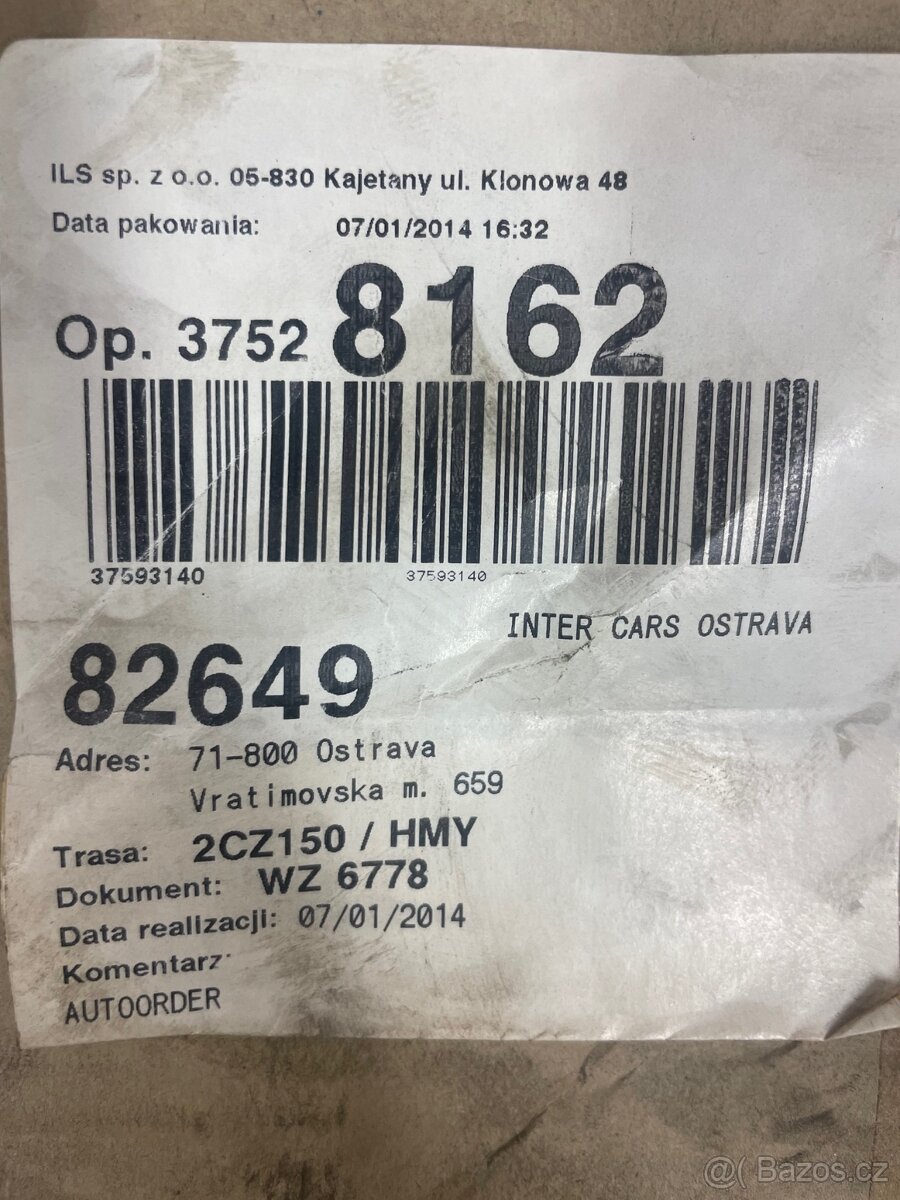 ILS sp. z o.o. 05-830 Kajetany ul. Klonowa 48
Data pakowania: 07/01/2014 16:32
Op. 3752 8162
37593140 37593140
INTER CARS OSTRAVA
82649
Adres: 71-800 Ostrava
Vratimovska m. 659
Trasa: 2CZ150 / HMY
Dokument: WZ 6778
Data realizacji: 07/01/2014
Komentarz:
AUTOORDER
@( Bazos.cz